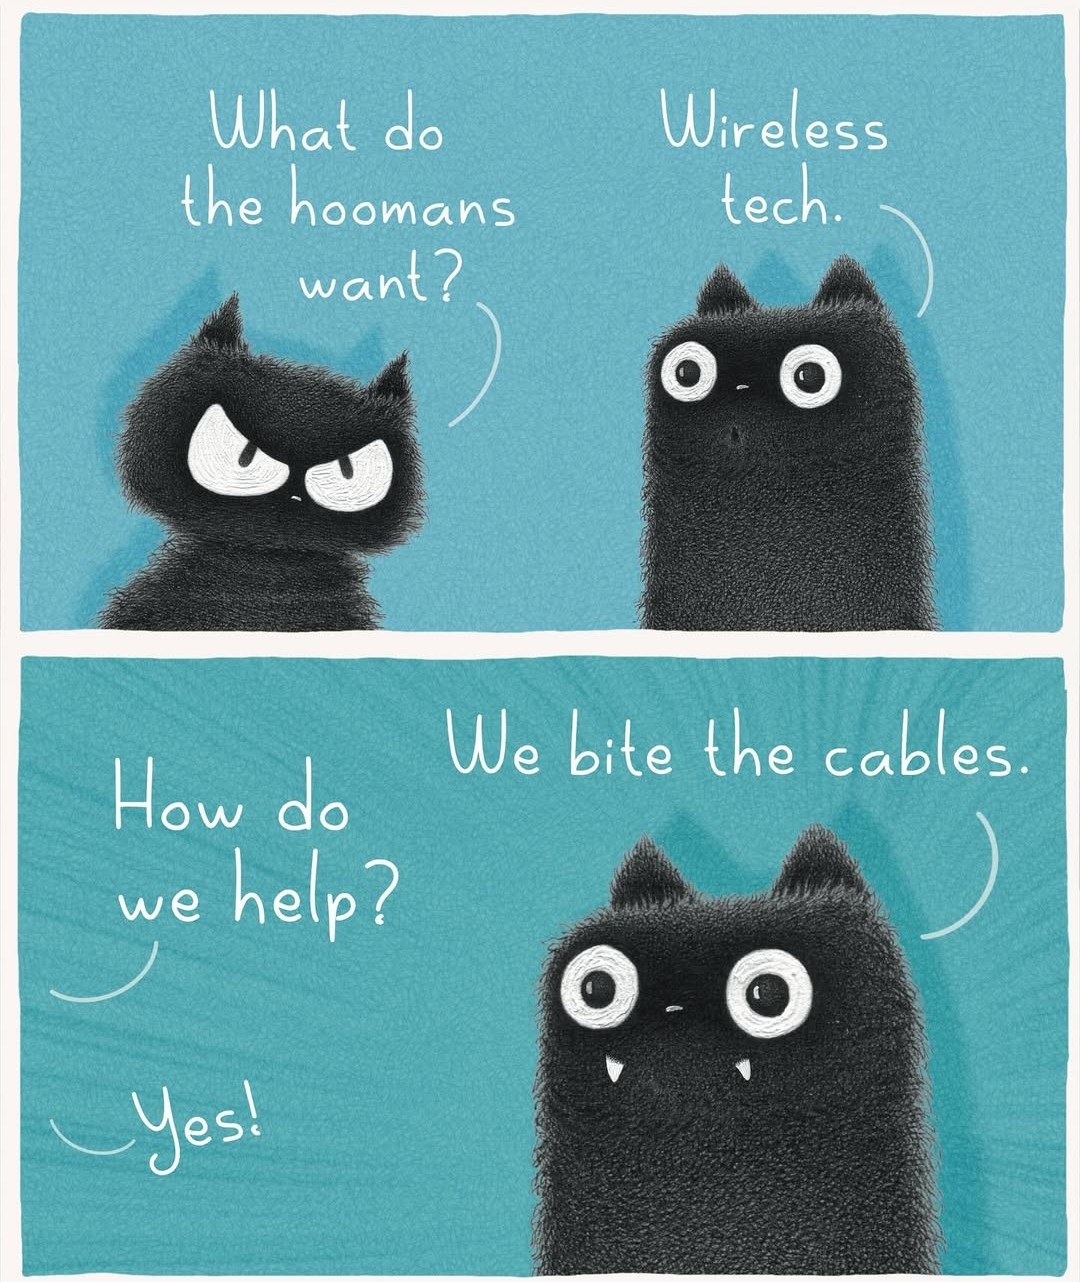 What do
the hoomans
want?
Wireless
tech.
How do
we help?
We bite the cables.
Yes!